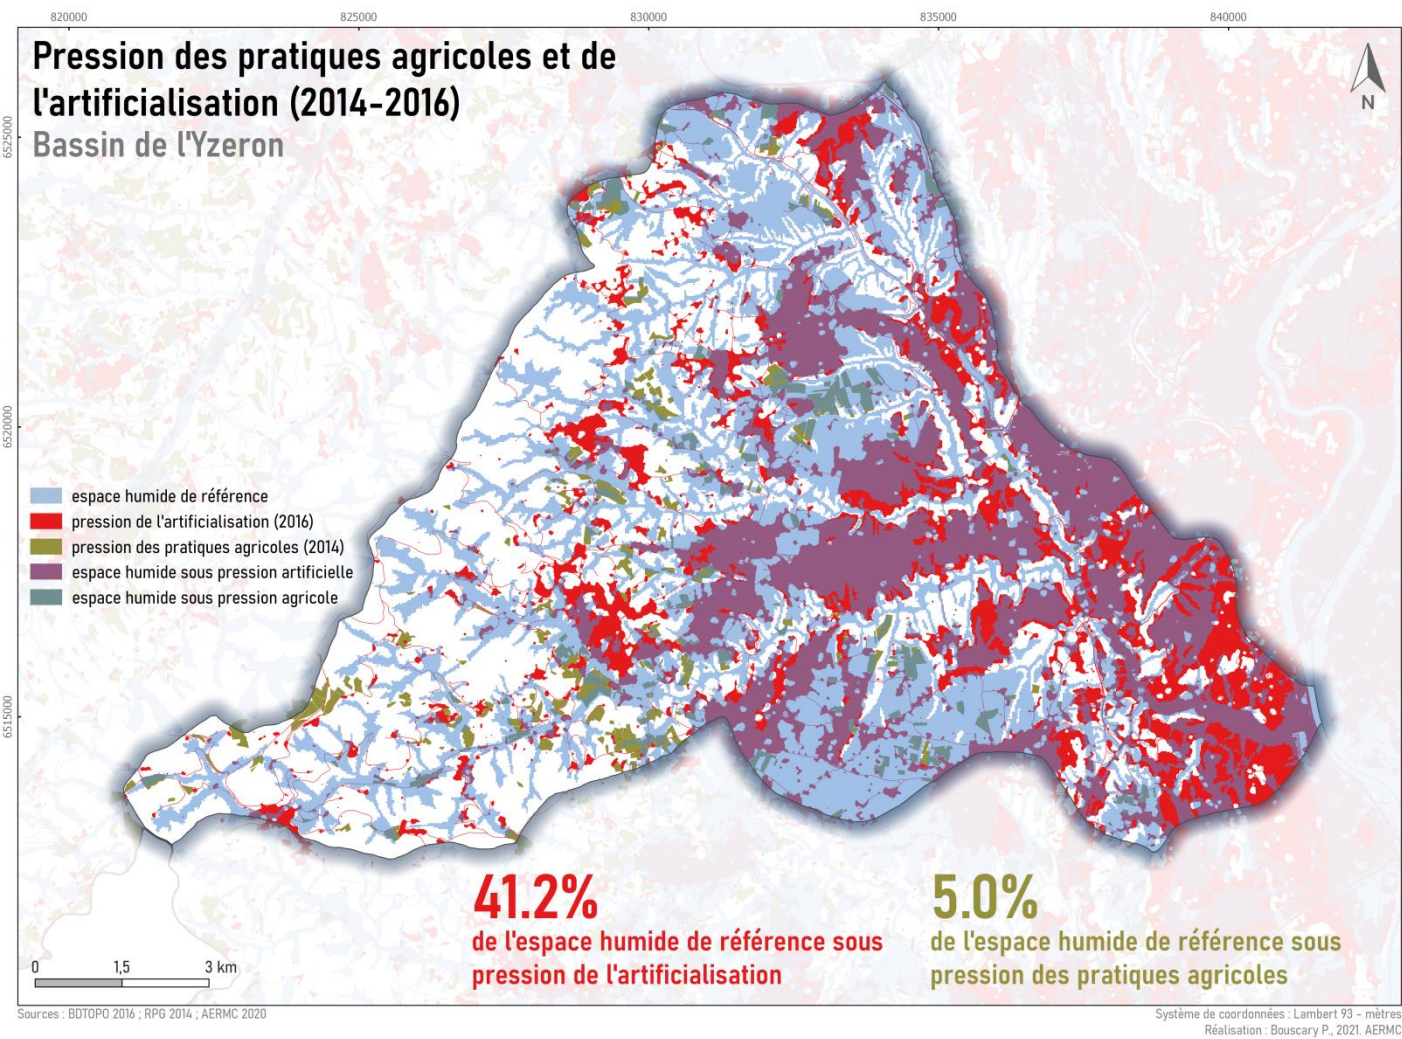 820000
825000
830000
835000
840000
Pression des pratiques agricoles et de
l'artificialisation (2014-2016)
Bassin de l'Yzeron
N
6525000
6520000
6515000
espace humide de référence
pression de l'artificialisation (2016)
pression des pratiques agricoles (2014)
espace humide sous pression artificielle
espace humide sous pression agricole
41.2%
de l'espace humide de référence sous
pression de l'artificialisation
5.0%
de l'espace humide de référence sous
pression des pratiques agricoles
0 1,5 3 km
Sources : BDTOPO 2016 ; RPG 2014 ; AERMC 2020
Système de coordonnées : Lambert 93 - mètres
Réalisation : Bouscary P., 2021. AERMC